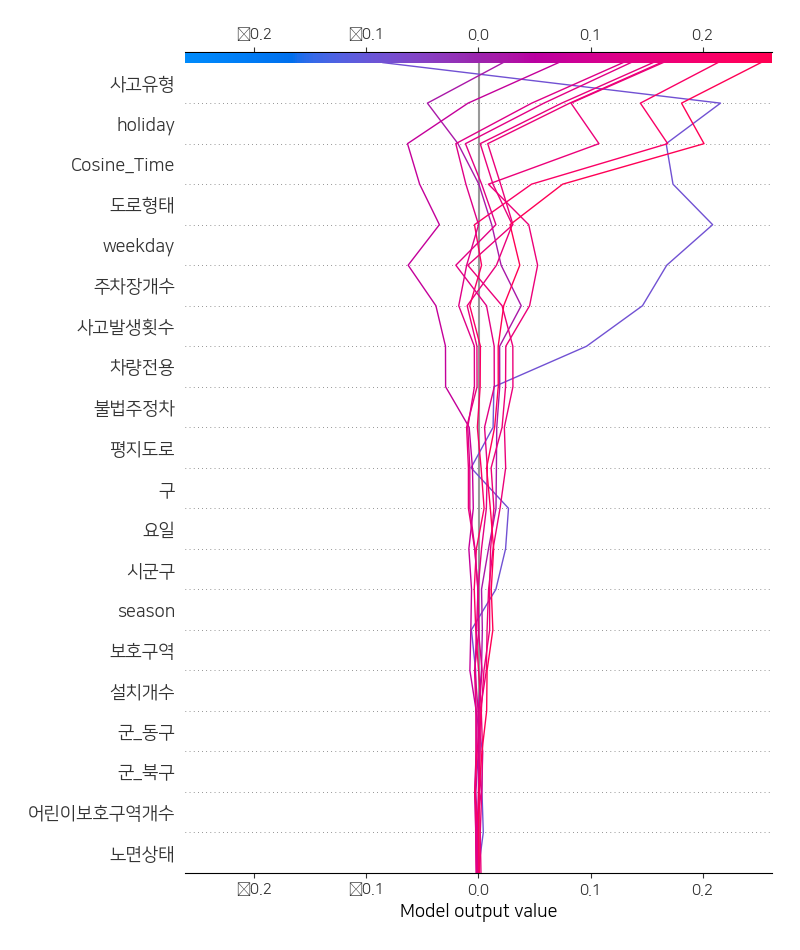 ▯0.2 ▯0.1 0.0 0.1 0.2
사고유형
holiday
Cosine_Time
도로형태
weekday
주차장개수
사고발생횟수
차량전용
불법주정차
평지도로
구
요일
시군구
season
보호구역
설치개수
군_동구
군_북구
어린이보호구역개수
노면상태
▯0.2 ▯0.1 0.0 0.1 0.2
Model output value